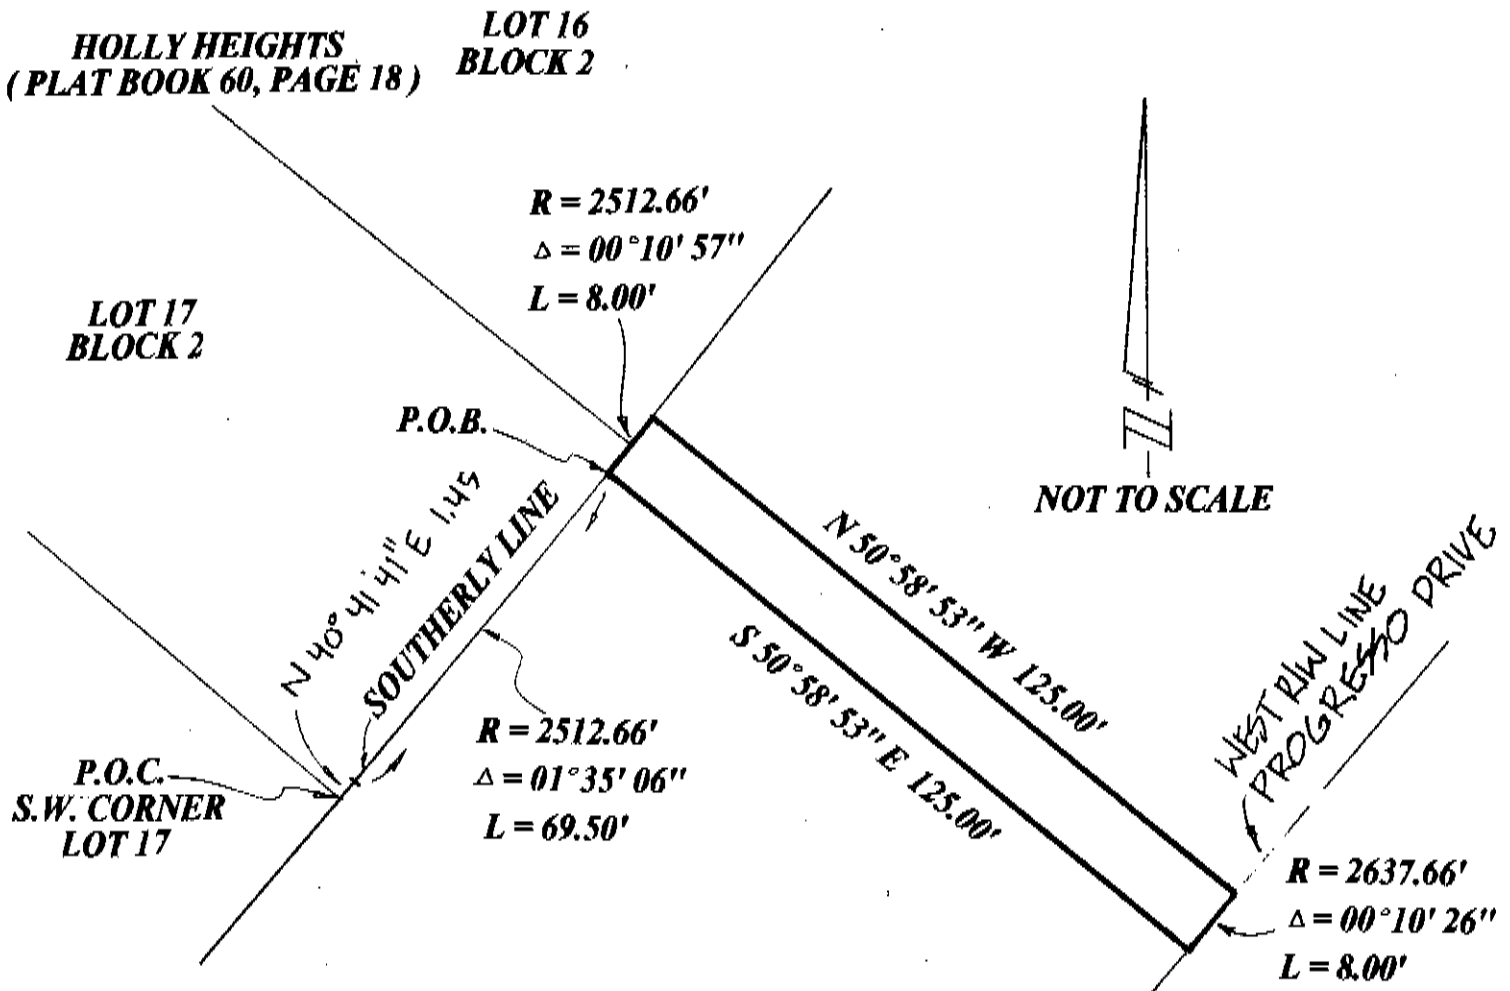 HOLLY HEIGHTS
( PLAT BOOK 60, PAGE 18 )
LOT 16
BLOCK 2
R = 2512.66'
Δ = 00°10' 57"
L = 8.00'
LOT 17
BLOCK 2
P.O.B.
N
NOT TO SCALE
N 40° 41' 41" E 1.45
SOUTHERLY LINE
N 50°58' 53" W 125.00'
S 50°58' 53" E 125.00'
WEST R/W LINE
PROGRESSO DRIVE
R = 2512.66'
Δ = 01°35' 06"
L = 69.50'
P.O.C.
S.W. CORNER
LOT 17
R = 2637.66'
Δ = 00°10' 26"
L = 8.00'